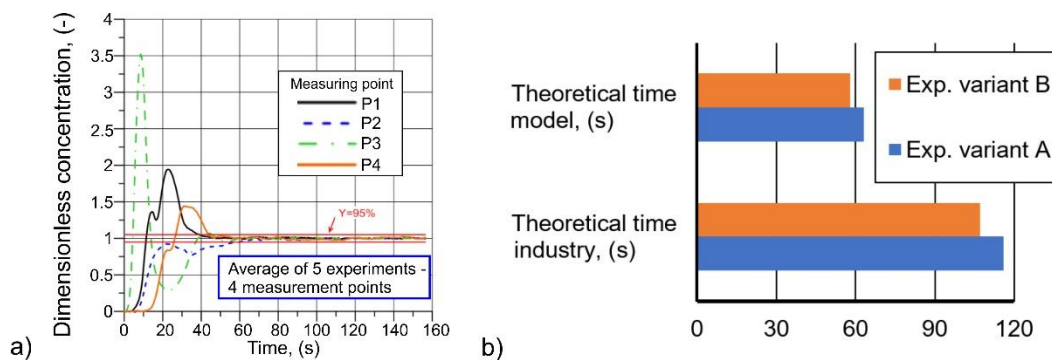 a)
Dimensionless concentration, (-)
4
3.5
3
2.5
2
1.5
1
0.5
0
Measuring point
P1
P2
P3
P4
Y=95%
Average of 5 experiments -
4 measurement points
0 20 40 60 80 100 120 140 160
Time, (s)
b)
Theoretical time
model, (s)
Theoretical time
industry, (s)
Exp. variant B
Exp. variant A
0 30 60 90 120